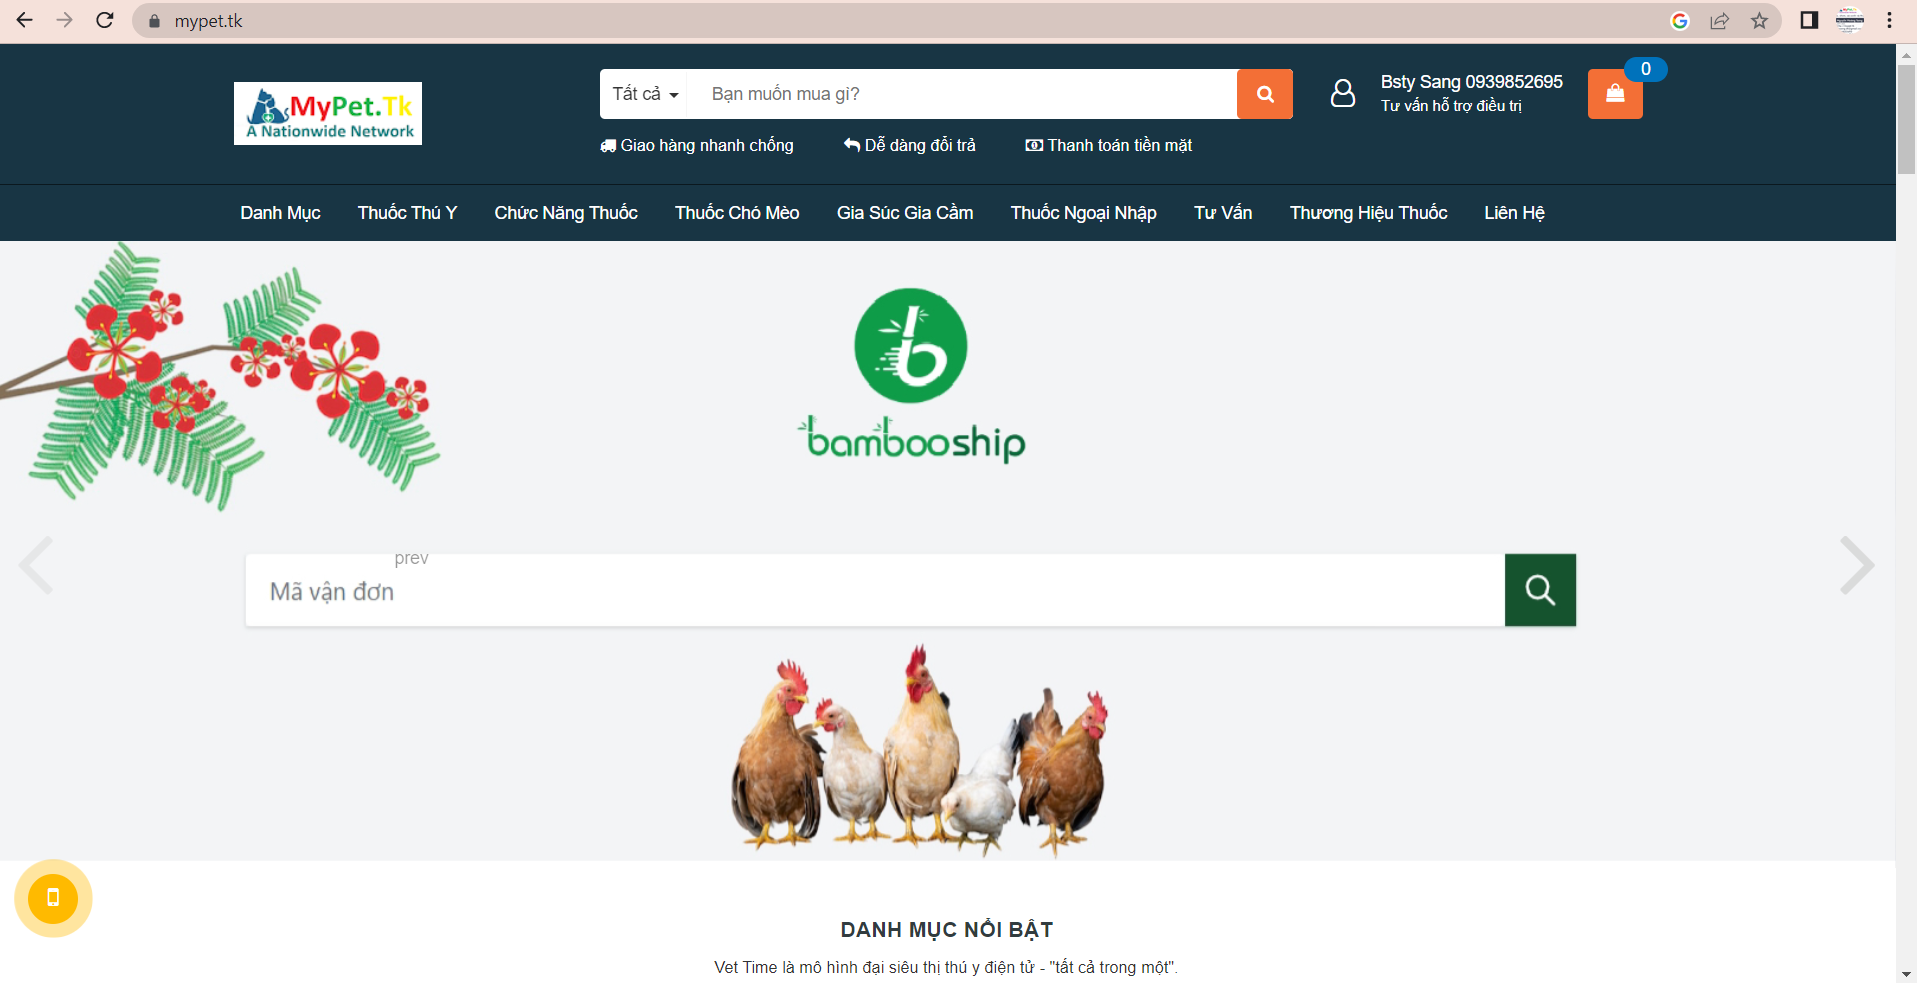 mypet.tk
MyPet.Tk
A Nationwide Network
Tất cả
Bạn muốn mua gì?
Bsty Sang 0939852695
Tư vấn hỗ trợ điều trị
0
Giao hàng nhanh chống
Dễ dàng đổi trả
Thanh toán tiền mặt
Danh Mục
Thuốc Thú Y
Chức Năng Thuốc
Thuốc Chó Mèo
Gia Súc Gia Cầm
Thuốc Ngoại Nhập
Tư Vấn
Thương Hiệu Thuốc
Liên Hệ
bambooship
prev
Mã vận đơn
DANH MỤC NỔI BẬT
Vet Time là mô hình đại siêu thị thú y điện tử - "tất cả trong một".